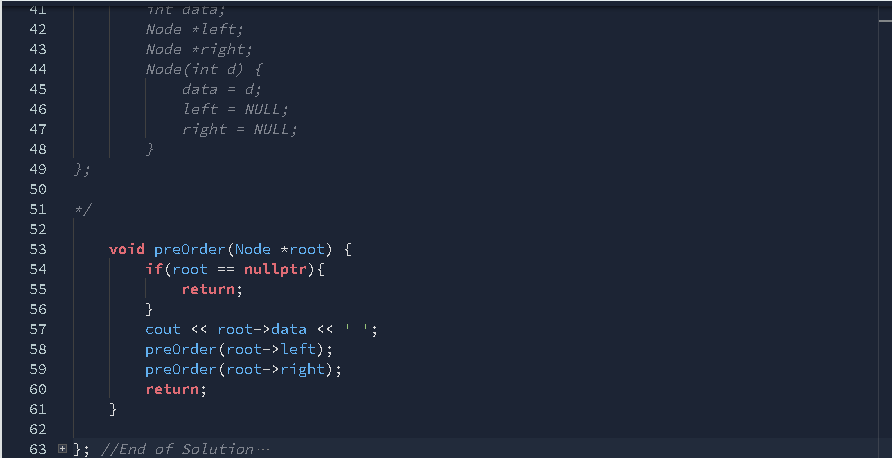 41 int data;
42 Node *left;
43 Node *right;
44 Node(int d) {
45 data = d;
46 left = NULL;
47 right = NULL;
48 }
49 };
50
51 */
52
53 void preOrder(Node *root) {
54 if(root == nullptr){
55 return;
56 }
57 cout << root->data << ' ';
58 preOrder(root->left);
59 preOrder(root->right);
60 return;
61 }
62
63 }; //End of Solution⋯